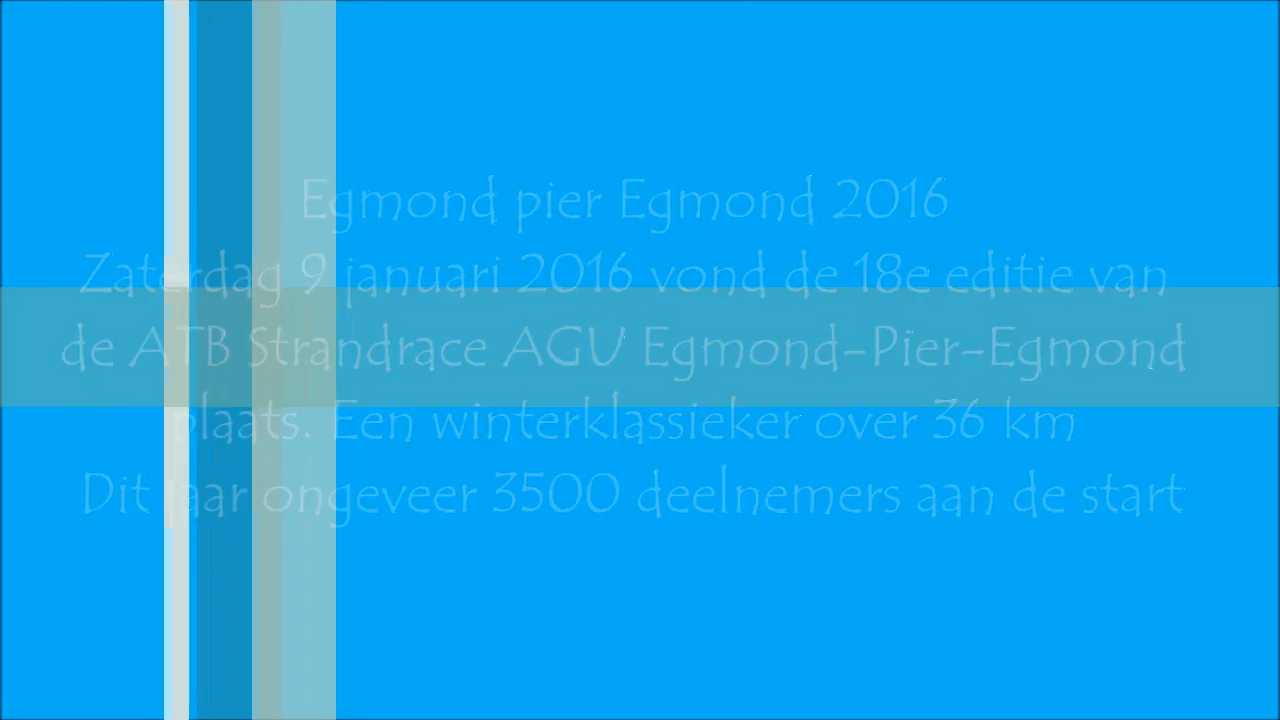 Egmond pier Egmond 2016
Zaterdag 9 januari 2016 vond de 18e editie van
de ATB Strandrace AGU Egmond-Pier-Egmond
plaats. Een winterklassieker over 36 km
Dit jaar ongeveer 3500 deelnemers aan de start